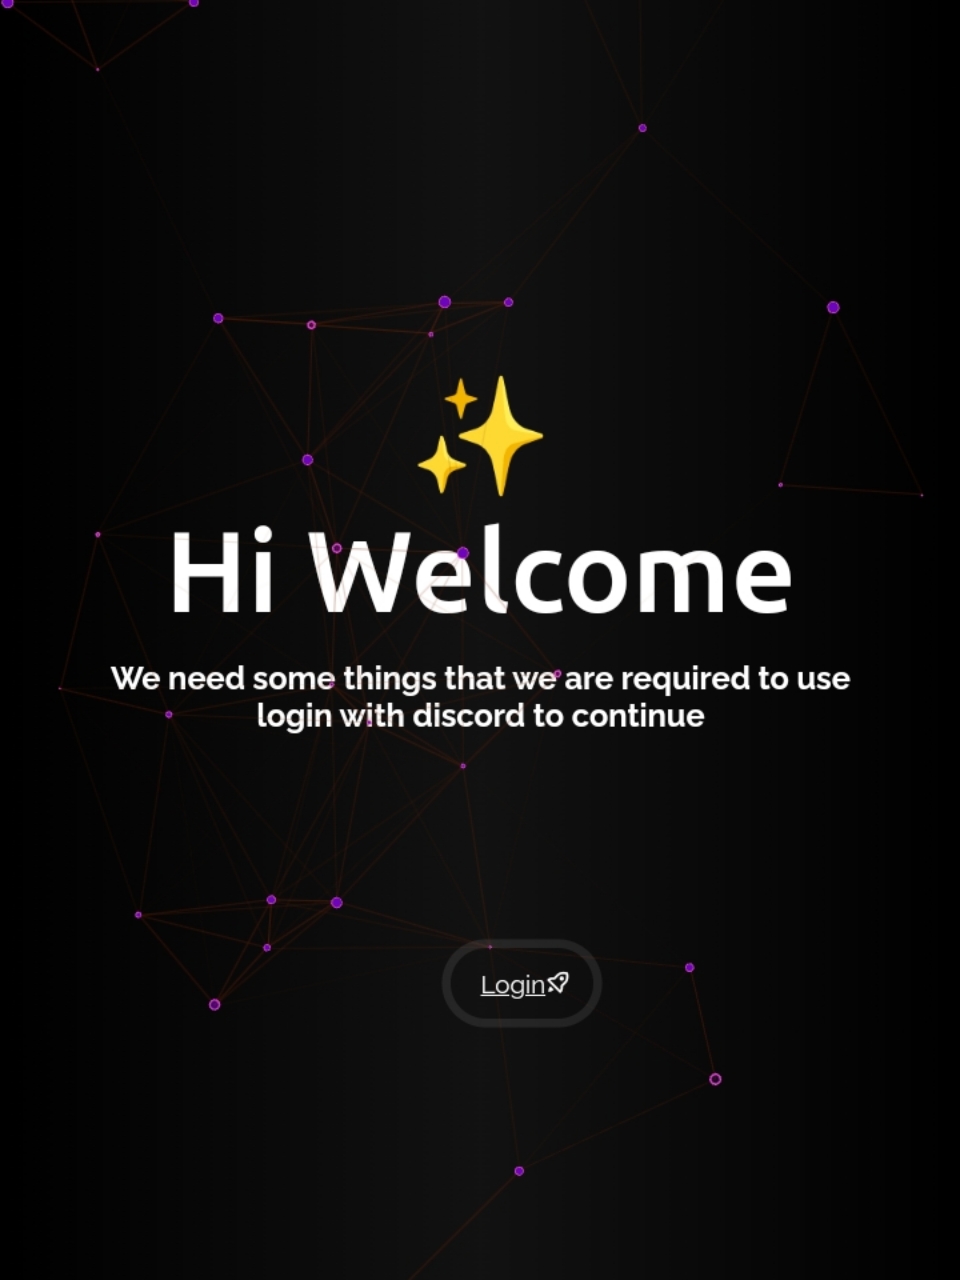 Hi Welcome
We need some things that we are required to use
login with discord to continue
Login